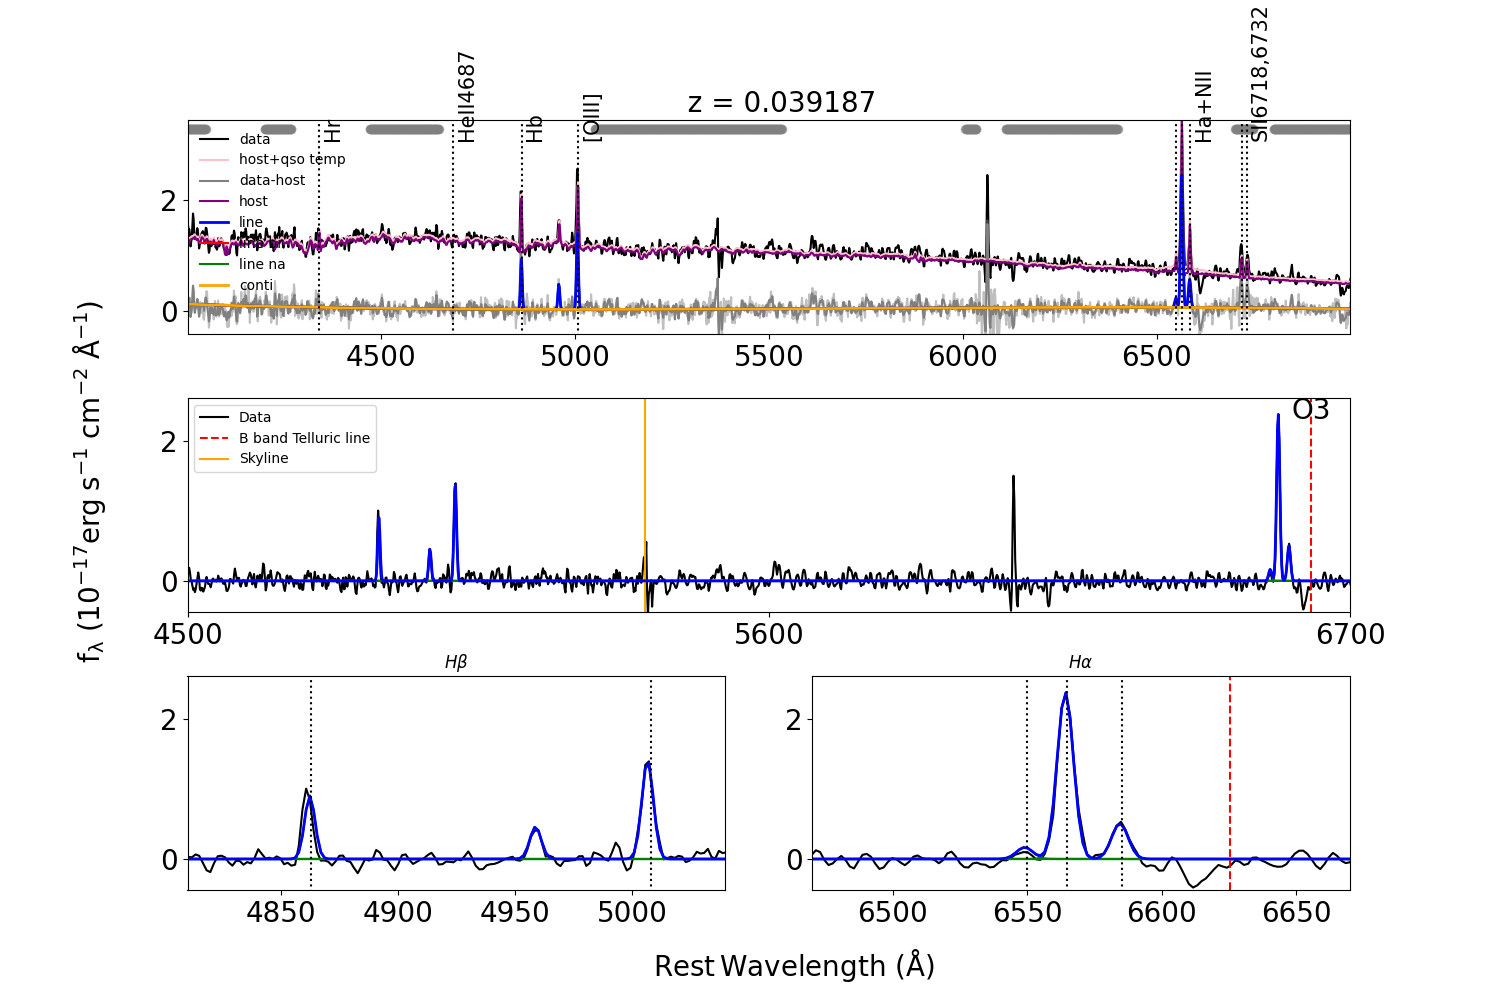 z = 0.039187
Hr
HeII4687
Hb
[OIII]
Ha+NII
SII6718,6732
data
host+qso temp
data-host
host
line
line na
conti
2
0
4500
5000
5500
6000
6500
fλ (10⁻¹⁷erg s⁻¹ cm⁻² Å⁻¹)
Data
B band Telluric line
Skyline
O3
2
0
4500
5600
6700
Hβ
2
0
4850
4900
4950
5000
Hα
2
0
6500
6550
6600
6650
Rest Wavelength (Å)